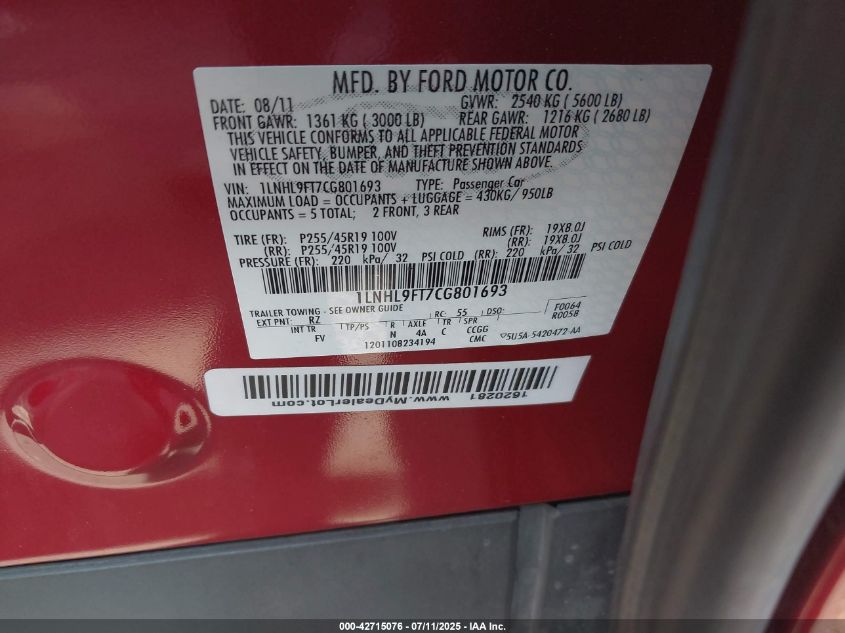 MFD. BY FORD MOTOR CO.
DATE: 08/11 GVWR: 2540 KG ( 5600 LB)
FRONT GAWR: 1361 KG ( 3000 LB) REAR GAWR: 1216 KG ( 2680 LB)
THIS VEHICLE CONFORMS TO ALL APPLICABLE FEDERAL MOTOR
VEHICLE SAFETY, BUMPER, AND THEFT PREVENTION STANDARDS
IN EFFECT ON THE DATE OF MANUFACTURE SHOWN ABOVE.
VIN: 1LNHL9FT7CG801693 TYPE: Passenger Car
MAXIMUM LOAD = OCCUPANTS + LUGGAGE = 430KG/ 950LB
OCCUPANTS = 5 TOTAL; 2 FRONT, 3 REAR
TIRE (FR): P255/45R19 100V RIMS (FR): 19X8.0J
(RR): P255/45R19 100V (RR): 19X8.0J
PRESSURE (FR): 220 kPa/ 32 PSI COLD (RR): 220 kPa/ 32 PSI COLD
1LNHL9FT7CG801693
TRAILER TOWING - SEE OWNER GUIDE
EXT PNT: RZ RC: 55 DSO: F0064
R0058
INT TR TP/PS R AXLE TR SPR
FV N 4A C CCGG
1201108234194 CMC 5U5A-5420472-AA
1620281
www.MyDealerLot.com
000-42715076 - 07/11/2025 - IAA Inc.